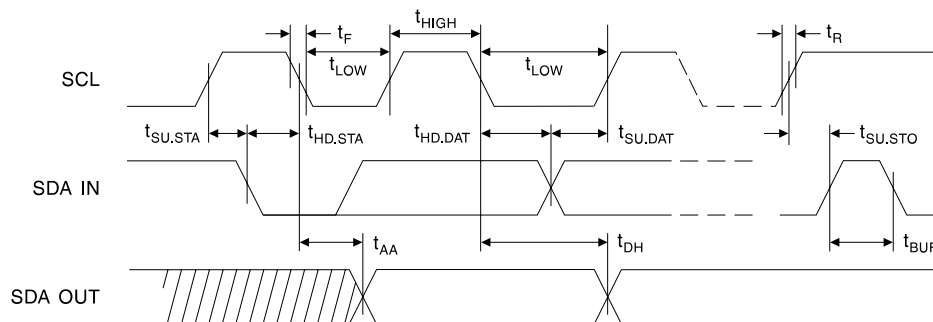 tHIGH
tF
tR
tLOW
tLOW
SCL
tSU.STA
tHD.STA
tHD.DAT
tSU.DAT
tSU.STO
SDA IN
tAA
tDH
tBUF
SDA OUT